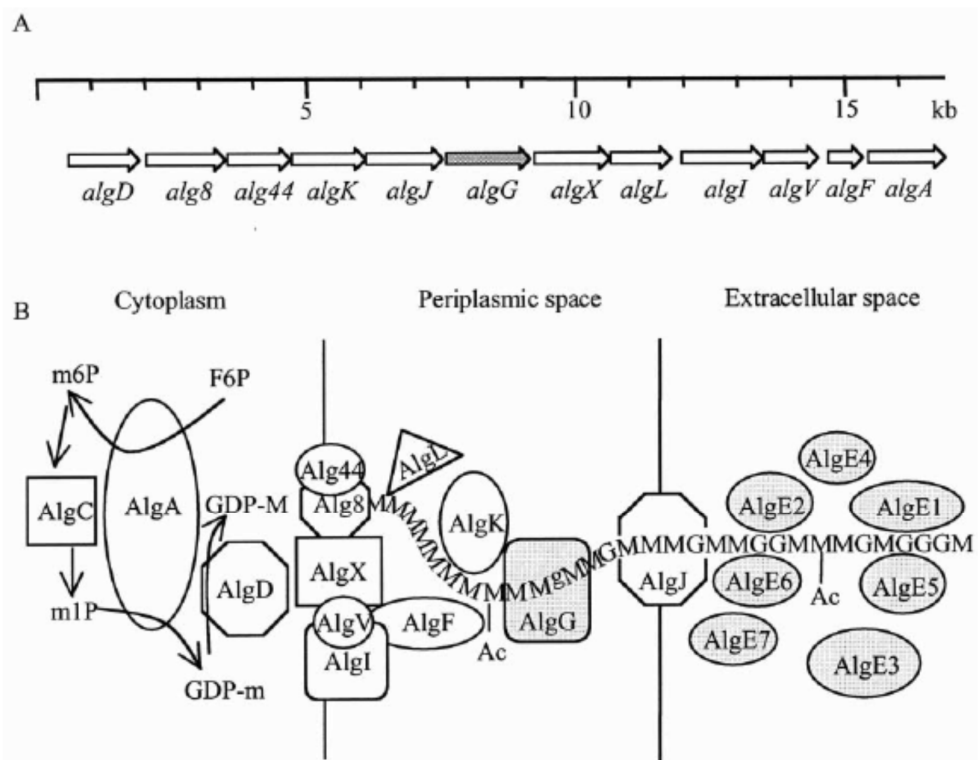 A
5 10 15 kb
algD alg8 alg44 algK algJ algG algX algL algI algV algF algA
B
Cytoplasm Periplasmic space Extracellular space
m6P F6P
AlgC AlgA GDP-M AlgD m1P GDP-m
Alg44 Alg8 AlgX AlgV AlgI AlgF
AlgL AlgK AlgG AlgJ
MMMMMMMMMMMMMgMMMGMMMGMMGGMMMGMGGGM
Ac Ac
AlgE4 AlgE2 AlgE1
AlgE6 AlgE5 AlgE7 AlgE3